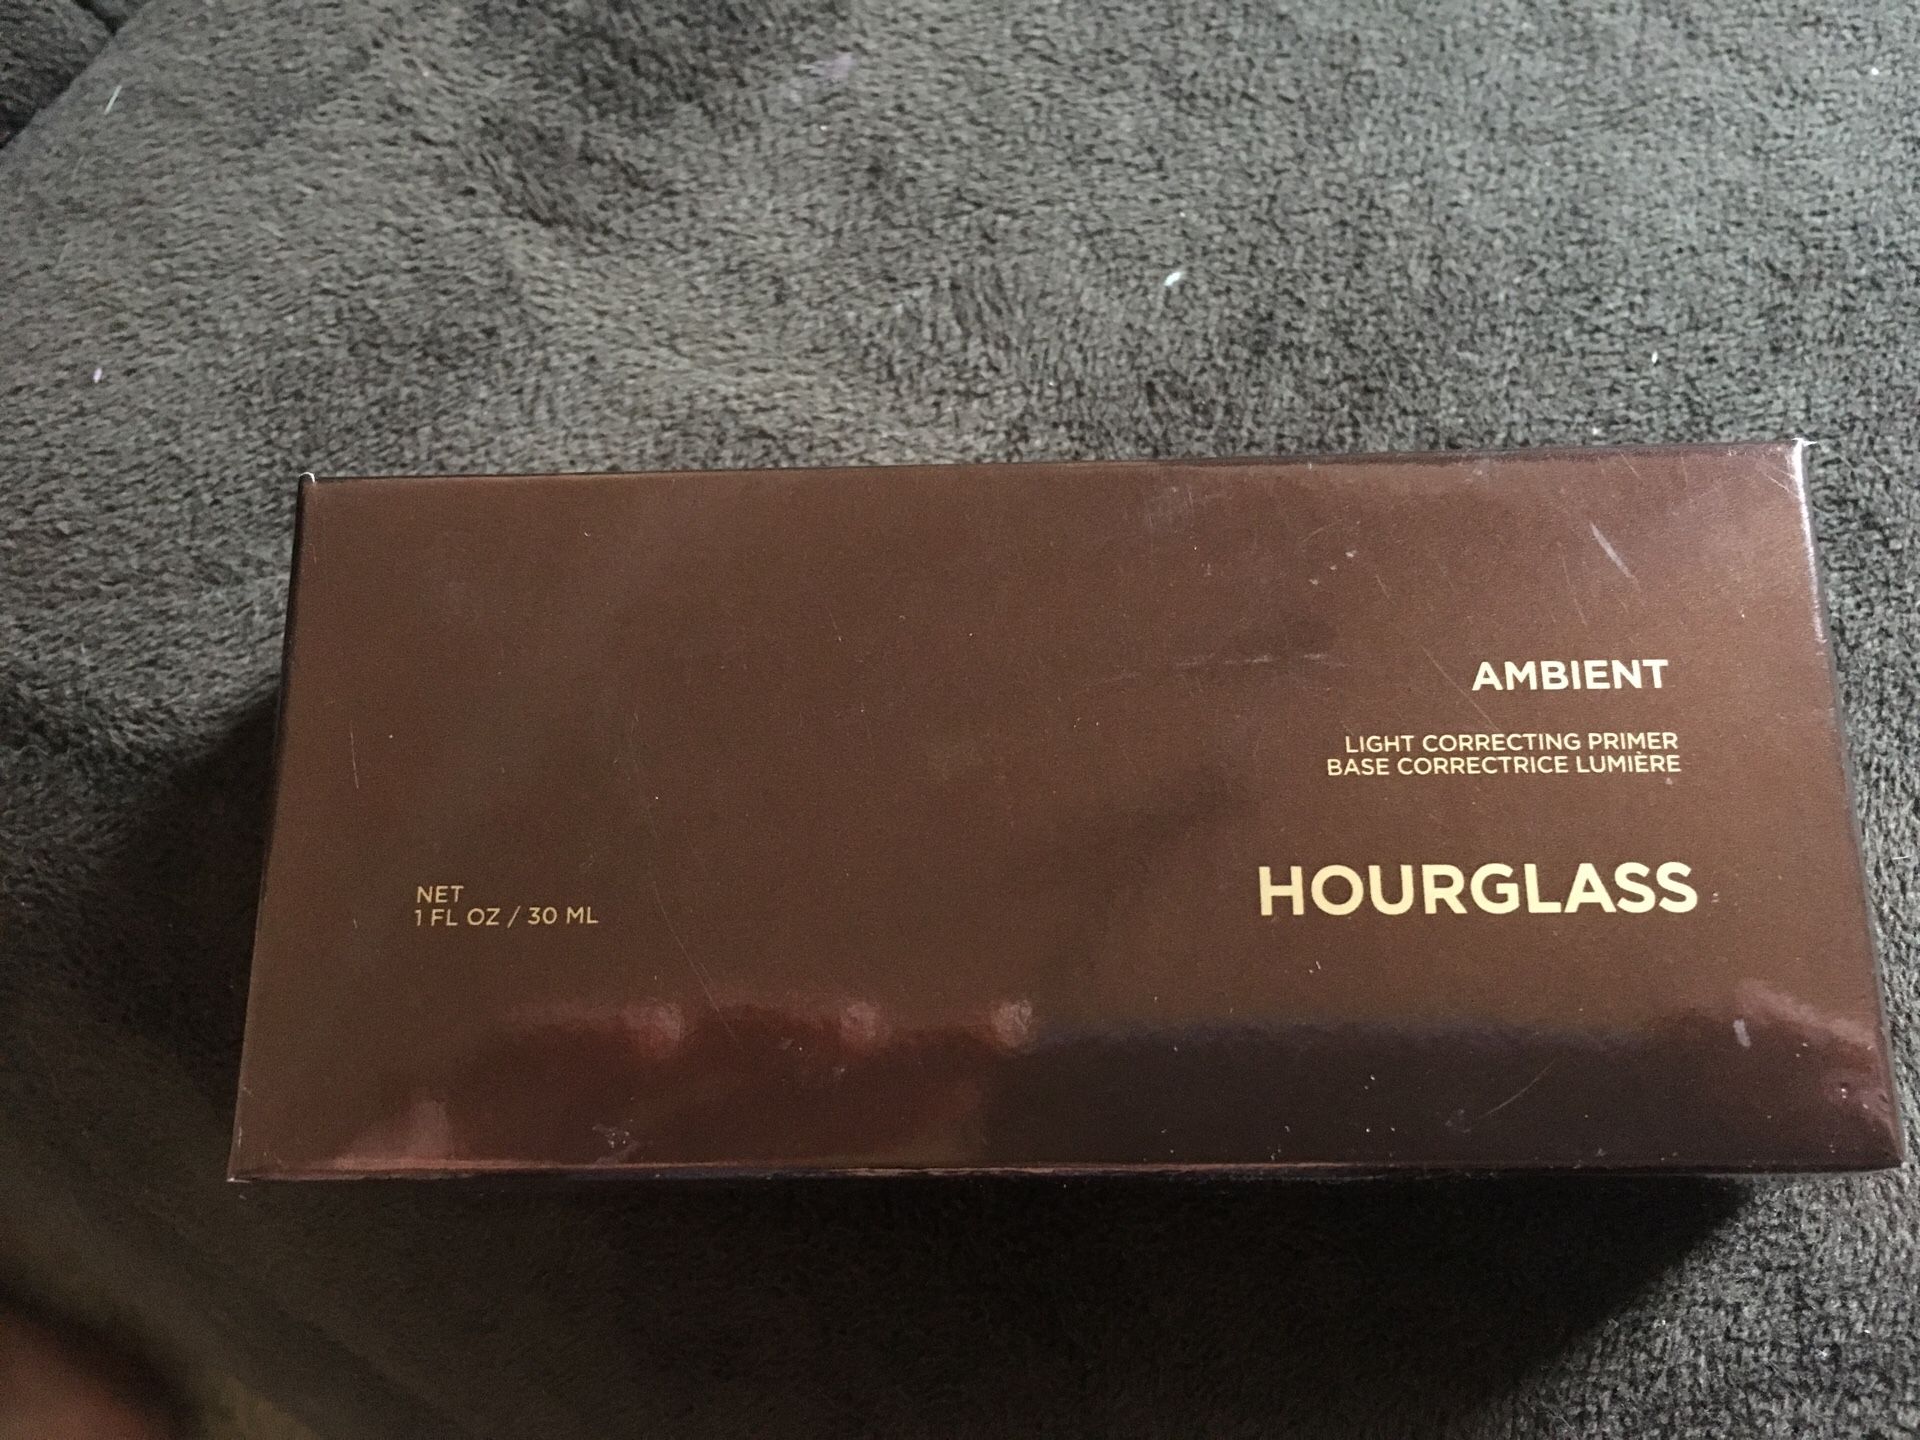 AMBIENT
LIGHT CORRECTING PRIMER
BASE CORRECTRICE LUMIÈRE
HOURGLASS
NET
1 FL OZ / 30 ML